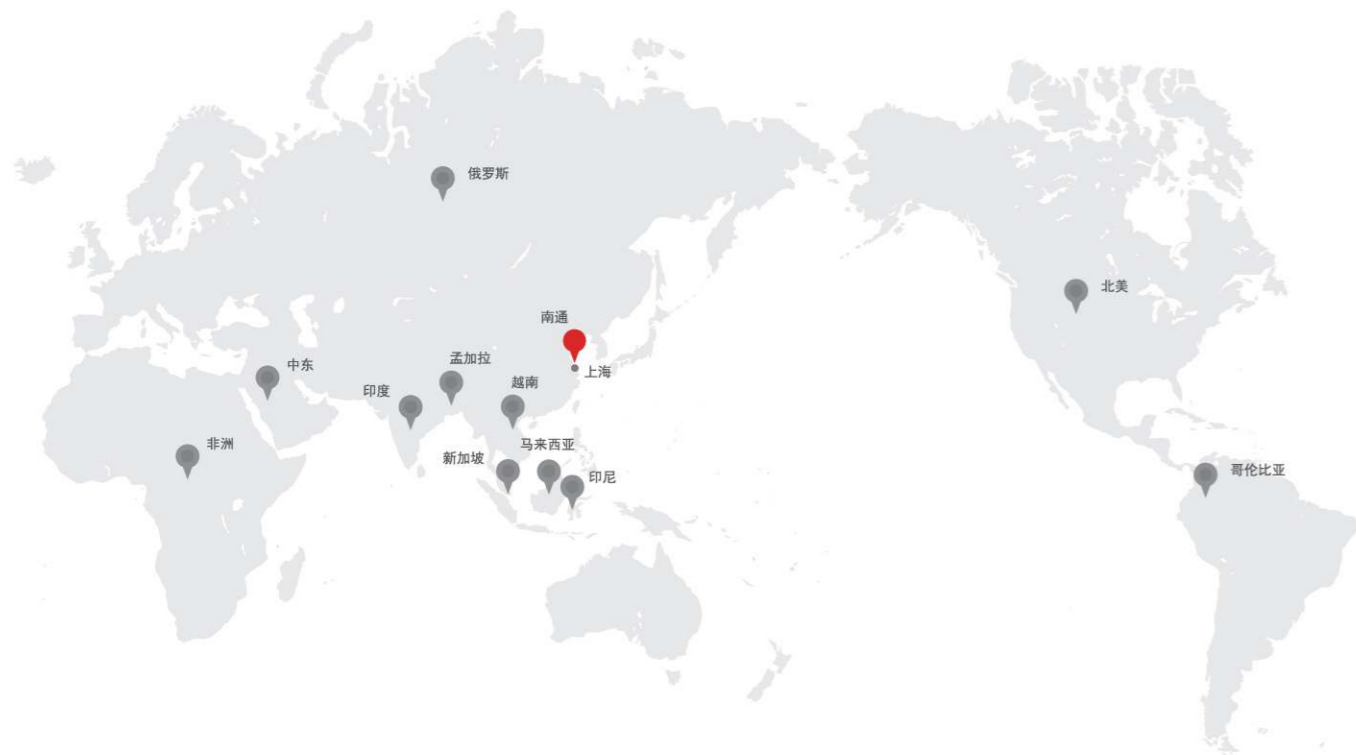 俄罗斯
北美
南通
孟加拉
中东
上海
印度
越南
非洲
马来西亚
新加坡
哥伦比亚
印尼